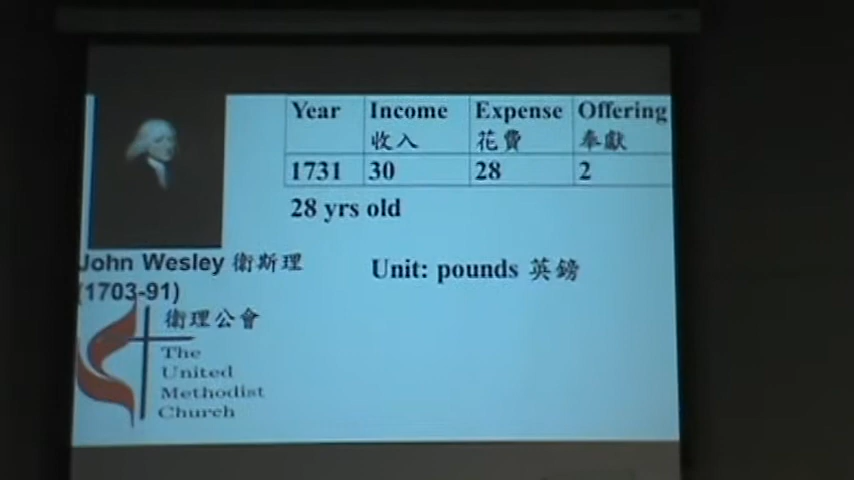 Year Income Expense Offering
收入 花費 奉獻
1731 30 28 2
28 yrs old
John Wesley 衛斯理
(1703-91)
Unit: pounds 英鎊
衛理公會
The
United
Methodist
Church